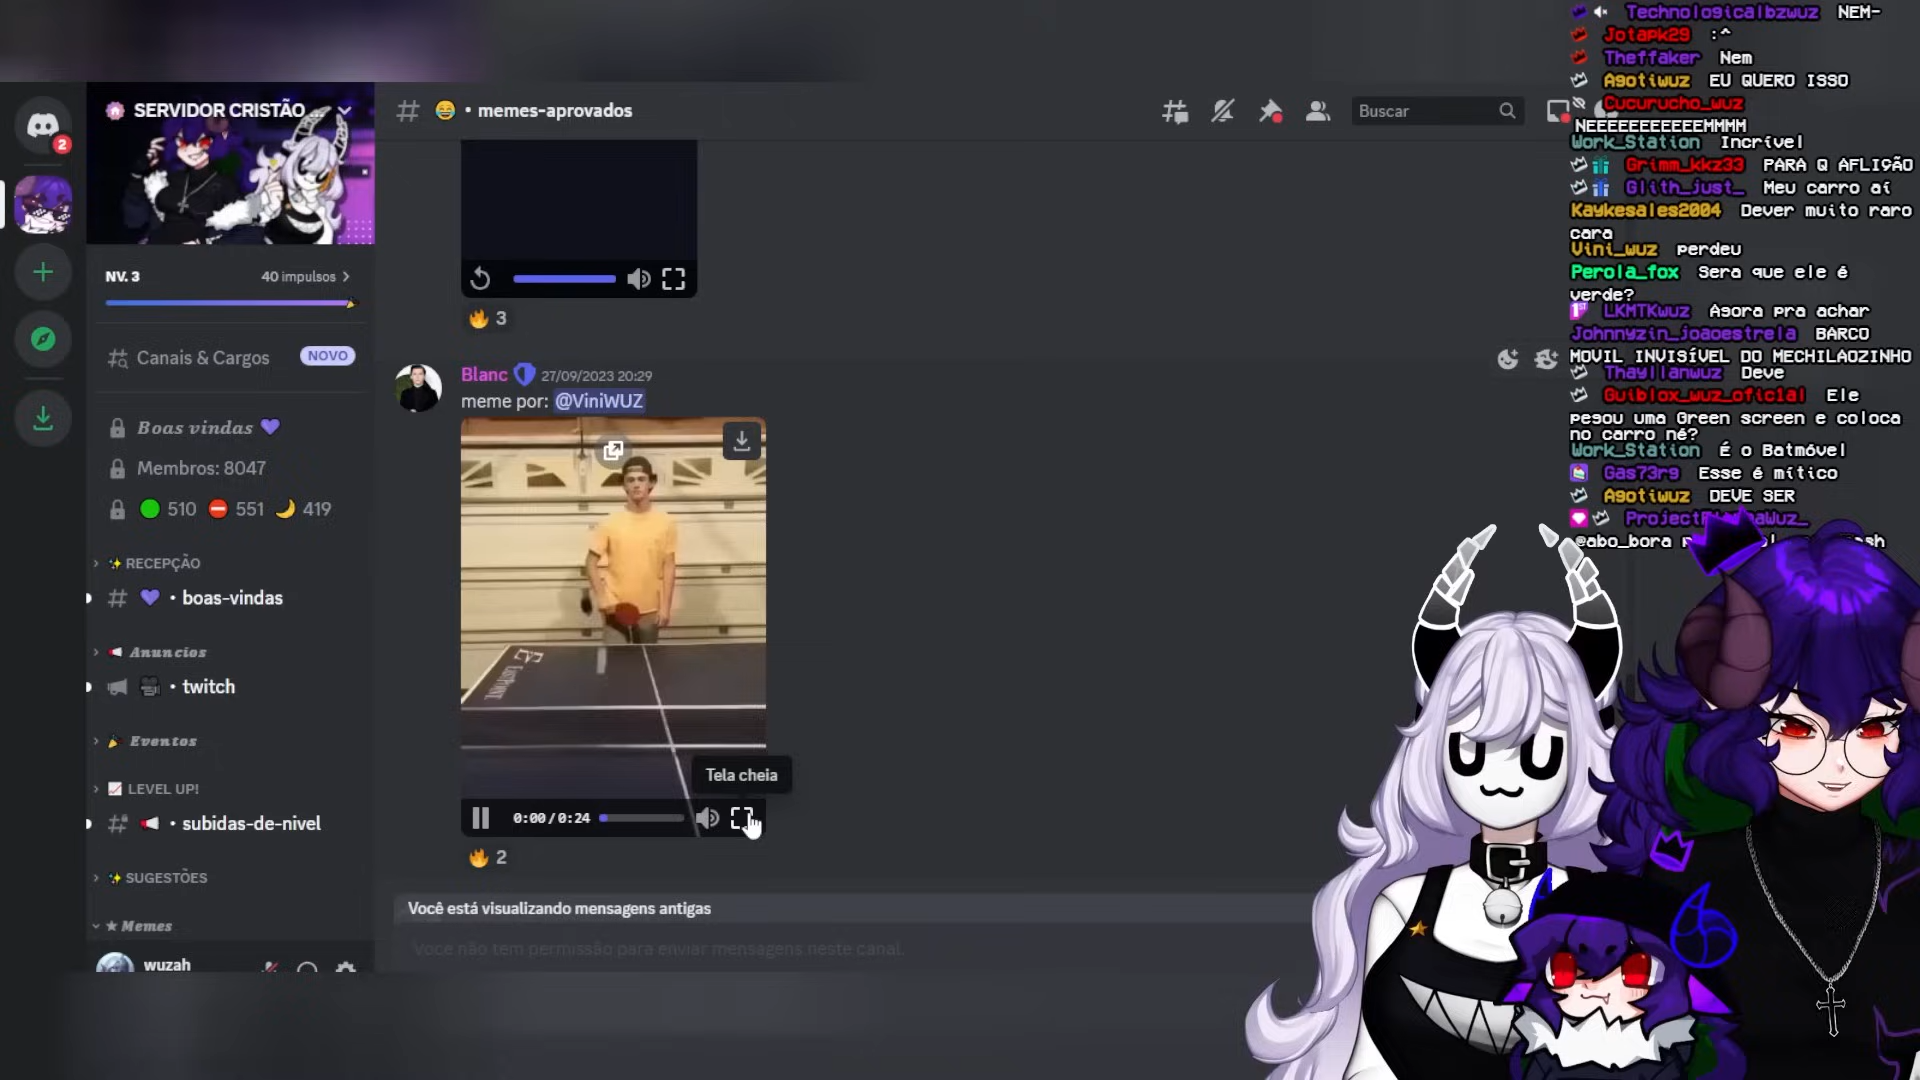 SERVIDOR CRISTÃO...
NV. 3
40 impulsos
Canais & Cargos
NOVO
Boas vindas
Membros: 8047
510 551 419
RECEPÇÃO
• boas-vindas
Anuncios
• twitch
Eventos
LEVEL UP!
• subidas-de-nivel
SUGESTÕES
Memes
wuzah
2
• memes-aprovados
Buscar
3
Blanc 27/09/2023 20:29
meme por: @ViniWUZ
Tela cheia
0:00/0:24
2
Você está visualizando mensagens antigas
Voce não tem permissão para enviar mensagens neste canal.
Technologicalbzwuz NEM-
Jotapk29 :^
Theffaker Nem
Agotiwuz EU QUERO ISSO
Cucurucho_wuz
NEEEEEEEEEEEMMMM
Work_Station Incrível
Grimm_kkz33 PARA Q AFLIÇÃO
Glith_just_ Meu carro aí
Kaykesales2004 Dever muito raro
cara
Vini_wuz perdeu
Perola_fox Sera que ele é
verde?
LKMTKwuz Agora pra achar
Johnnyzin_joaoestrela BARCO
MOVIL INVISÍVEL DO MECHILAOZINHO
Thayllanwuz Deve
Guiblox_wuz_oficial Ele
pegou uma Green screen e coloca
no carro né?
Work_Station É o Batmóvel
Gas73rg Esse é mítico
Agotiwuz DEVE SER
@abo_bora